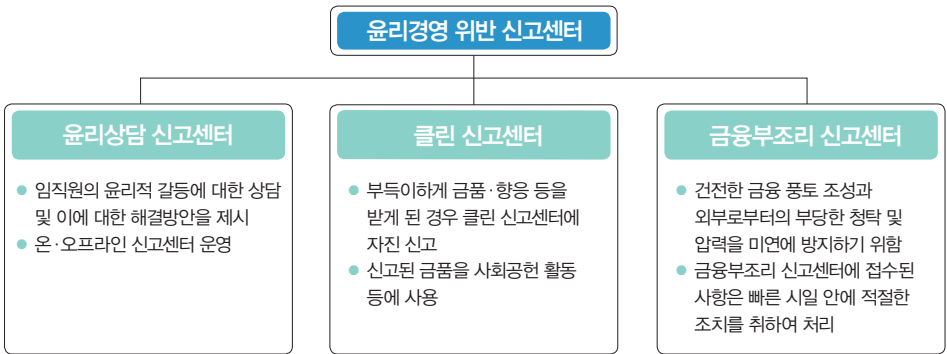 윤리경영 위반 신고센터
윤리상담 신고센터
● 임직원의 윤리적 갈등에 대한 상담
및 이에 대한 해결방안을 제시
● 온·오프라인 신고센터 운영
클린 신고센터
● 부득이하게 금품·향응 등을
받게 된 경우 클린 신고센터에
자진 신고
● 신고된 금품을 사회공헌 활동
등에 사용
금융부조리 신고센터
● 건전한 금융 풍토 조성과
외부로부터의 부당한 청탁 및
압력을 미연에 방지하기 위함
● 금융부조리 신고센터에 접수된
사항은 빠른 시일 안에 적절한
조치를 취하여 처리